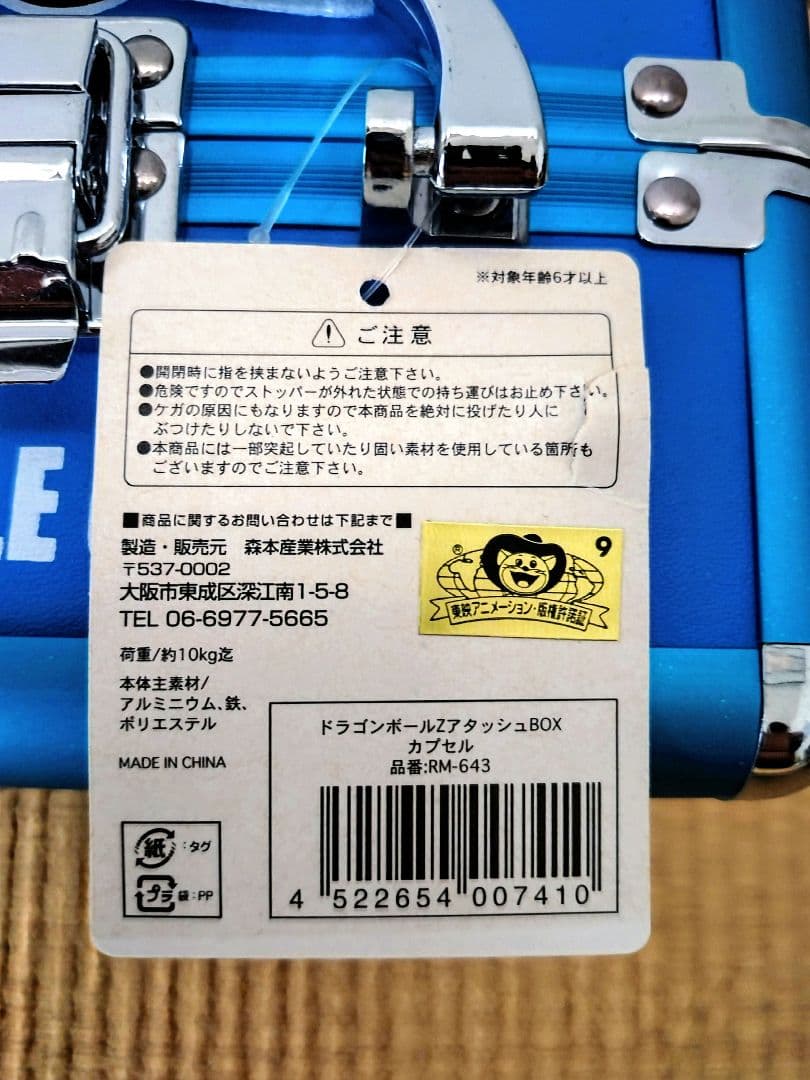 ※対象年齢6才以上
ご注意
●開閉時に指を挟まないようご注意下さい。
●危険ですのでストッパーが外れた状態での持ち運びはお止め下さい。
●ケガの原因にもなりますので本商品を絶対に投げたり人に
ぶつけたりしないで下さい。
●本商品には一部突起していたり固い素材を使用している箇所も
ございますのでご注意下さい。
LE
■商品に関するお問い合わせは下記まで■
製造・販売元 森本産業株式会社
〒537-0002
大阪市東成区深江南1-5-8
TEL 06-6977-5665
® 9
東映アニメーション・版権許諾証
荷重/約10kg迄
本体主素材/
アルミニウム、鉄、
ポリエステル
MADE IN CHINA
ドラゴンボールZアタッシュBOX
カプセル
品番:RM-643
紙:タグ
プラ 袋:PP
4 522654 007410